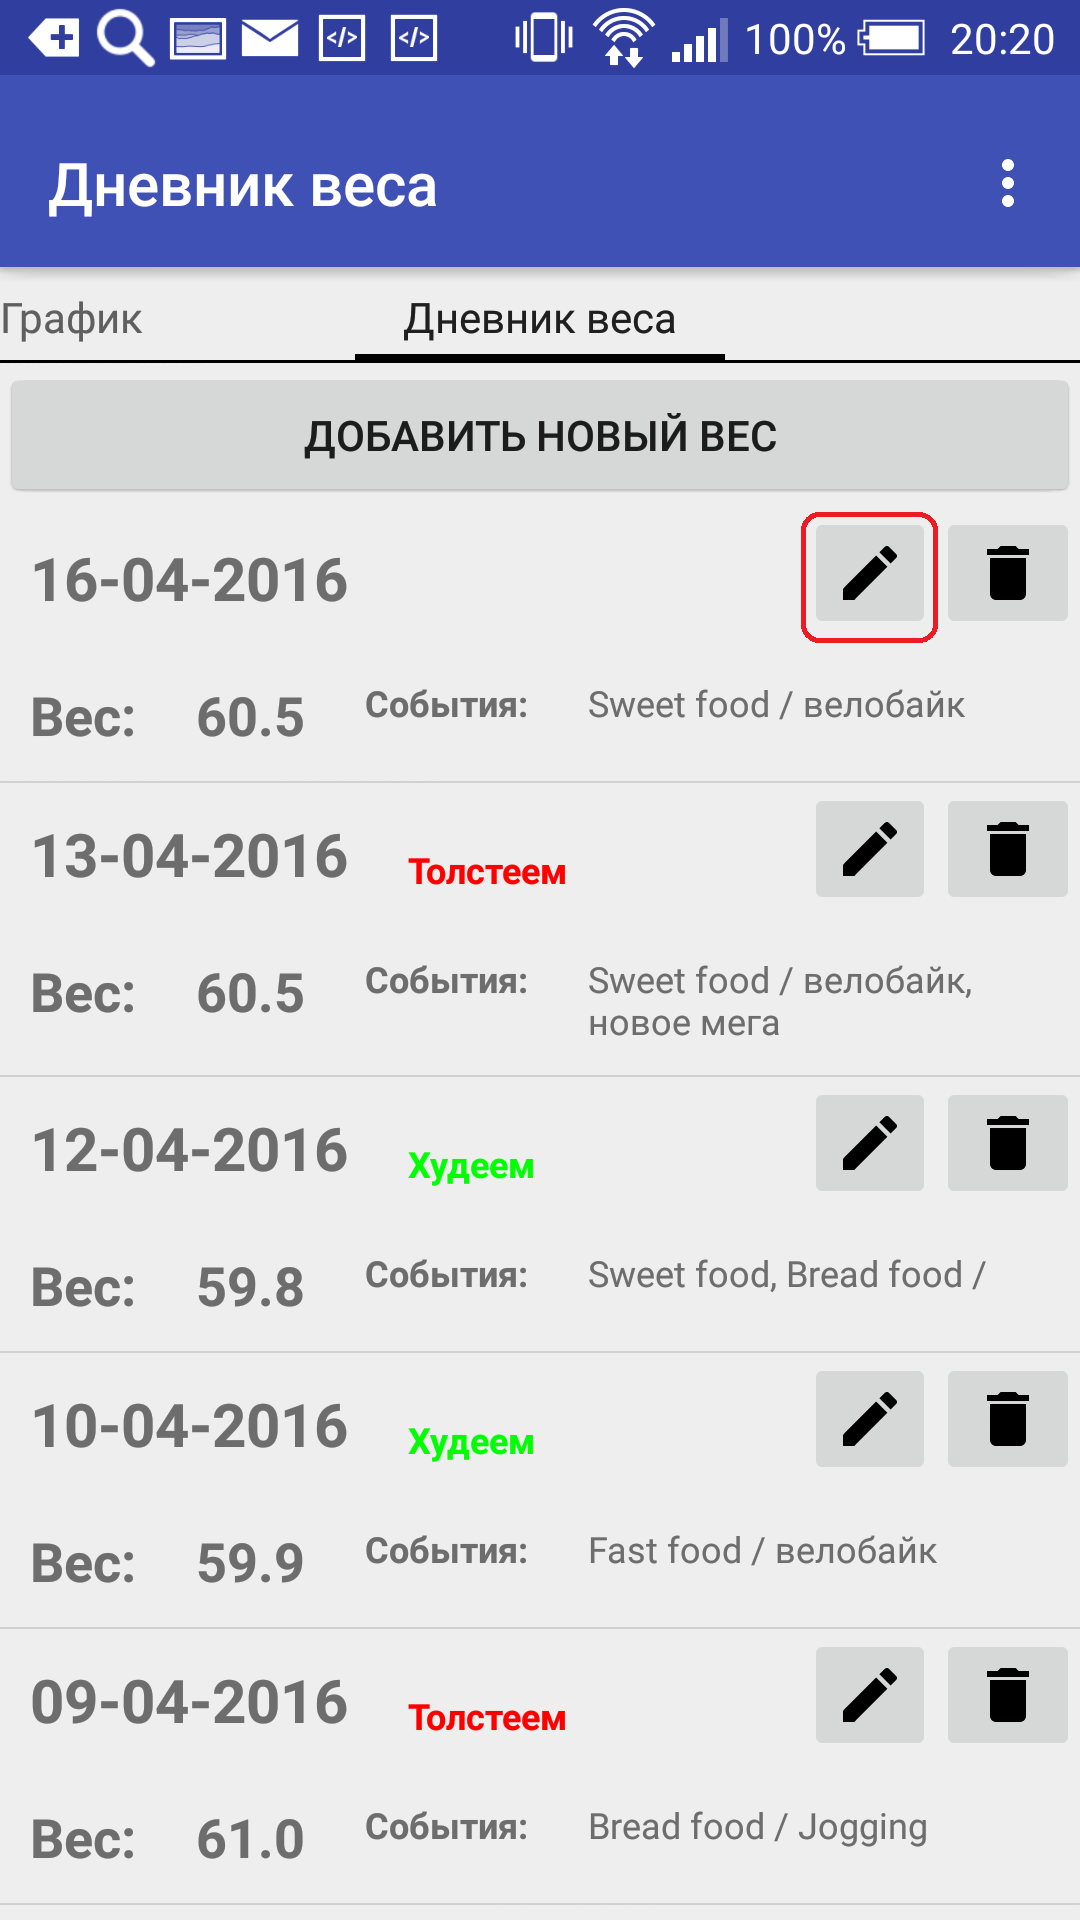 100% 20:20
Дневник веса
График Дневник веса
ДОБАВИТЬ НОВЫЙ ВЕС
16-04-2016
Вес: 60.5 События: Sweet food / велобайк
13-04-2016 Толстеем
Вес: 60.5 События: Sweet food / велобайк,
новое мега
12-04-2016 Худеем
Вес: 59.8 События: Sweet food, Bread food /
10-04-2016 Худеем
Вес: 59.9 События: Fast food / велобайк
09-04-2016 Толстеем
Вес: 61.0 События: Bread food / Jogging